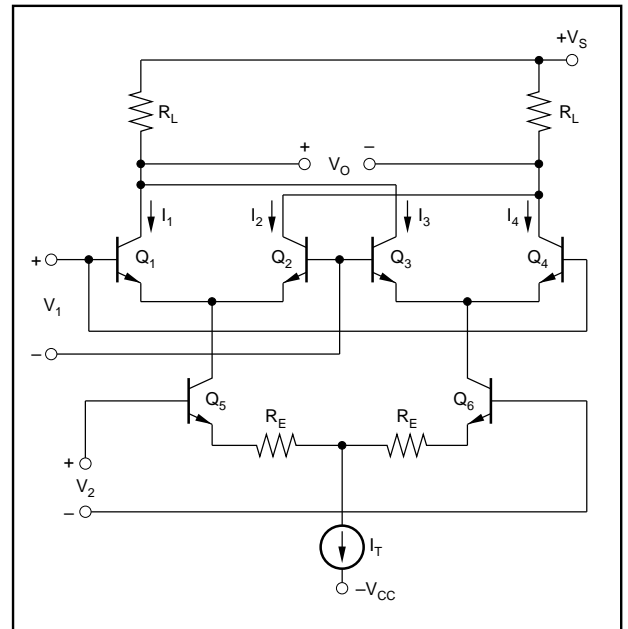 +V_S
R_L
R_L
+ V_O –
I_1
I_2
I_3
I_4
+
Q_1
Q_2
Q_3
Q_4
V_1
–
Q_5
Q_6
R_E
R_E
+
V_2
–
I_T
–V_CC